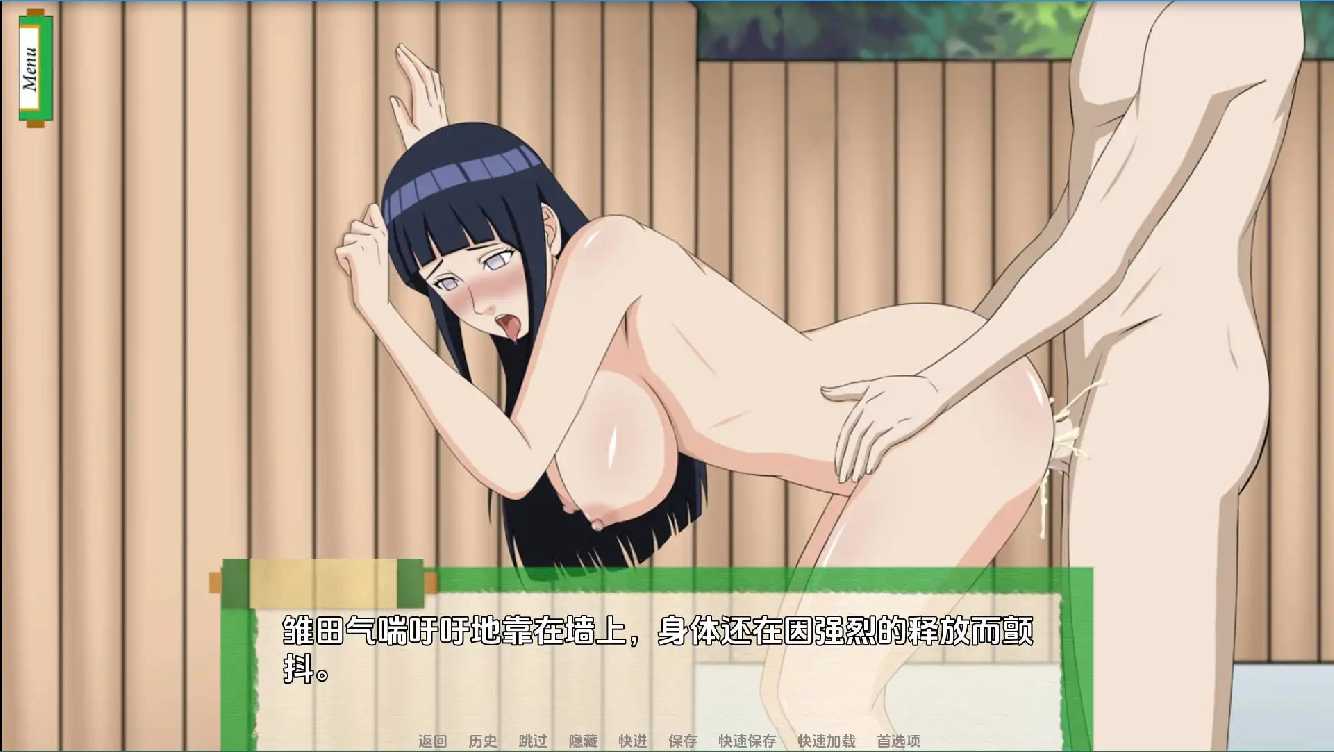 Menu
雏田气喘吁吁地靠在墙上，身体还在因强烈的释放而颤
抖。
返回 历史 跳过 隐藏 快进 保存 快速保存 快速加载 首选项